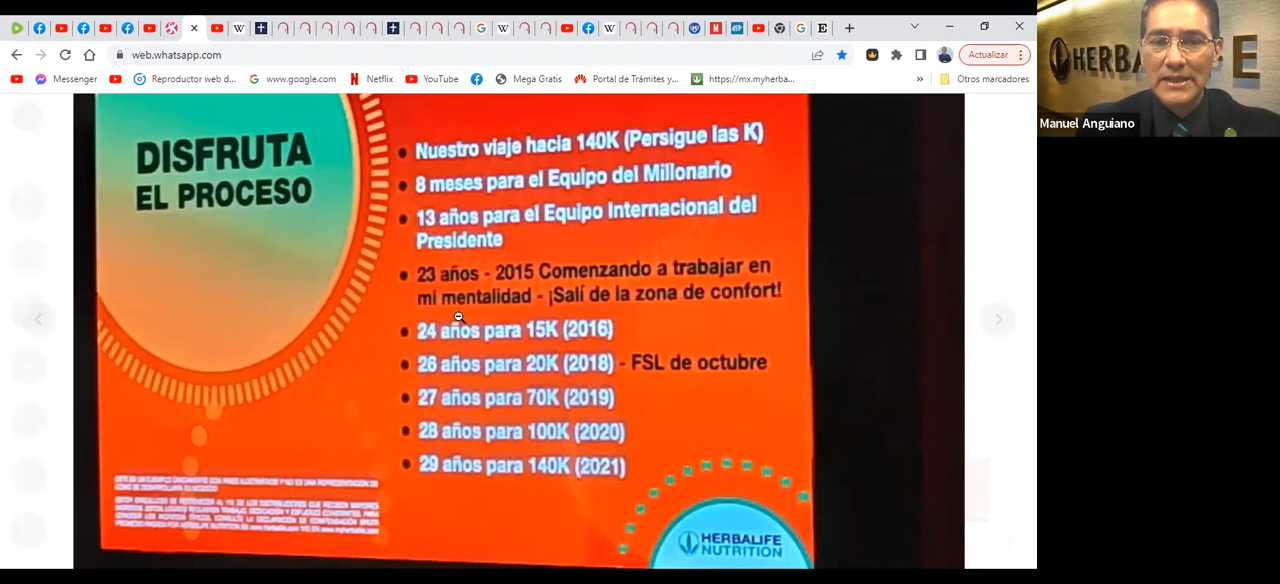 web.whatsapp.com
Actualizar
Messenger
Reproductor web d...
www.google.com
Netflix
YouTube
Mega Gratis
Portal de Trámites y...
https://mx.myherba...
»
Otros marcadores
DISFRUTA
EL PROCESO
• Nuestro viaje hacia 140K (Persigue las K)
• 8 meses para el Equipo del Millonario
• 13 años para el Equipo Internacional del
Presidente
• 23 años - 2015 Comenzando a trabajar en
mi mentalidad - ¡Salí de la zona de confort!
• 24 años para 15K (2016)
• 26 años para 20K (2018) - FSL de octubre
• 27 años para 70K (2019)
• 28 años para 100K (2020)
• 29 años para 140K (2021)
HERBALIFE
NUTRITION
HERBA E
Manuel Anguiano